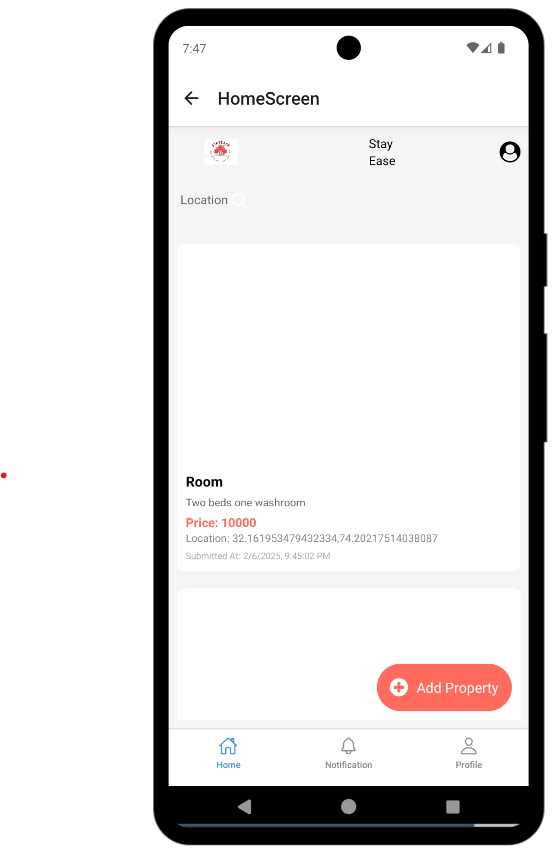 7:47
HomeScreen
Stay
Ease
Location
Room
Two beds one washroom
Price: 10000
Location: 32.161953479432334,74.20217514038087
Submitted At: 2/6/2025, 9:45:02 PM
Add Property
Home
Notification
Profile